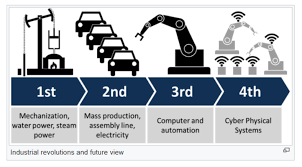 1st
2nd
3rd
4th
Mechanization,
water power, steam
power
Mass production,
assembly line,
electricity
Computer and
automation
Cyber Physical
Systems
Industrial revolutions and future view